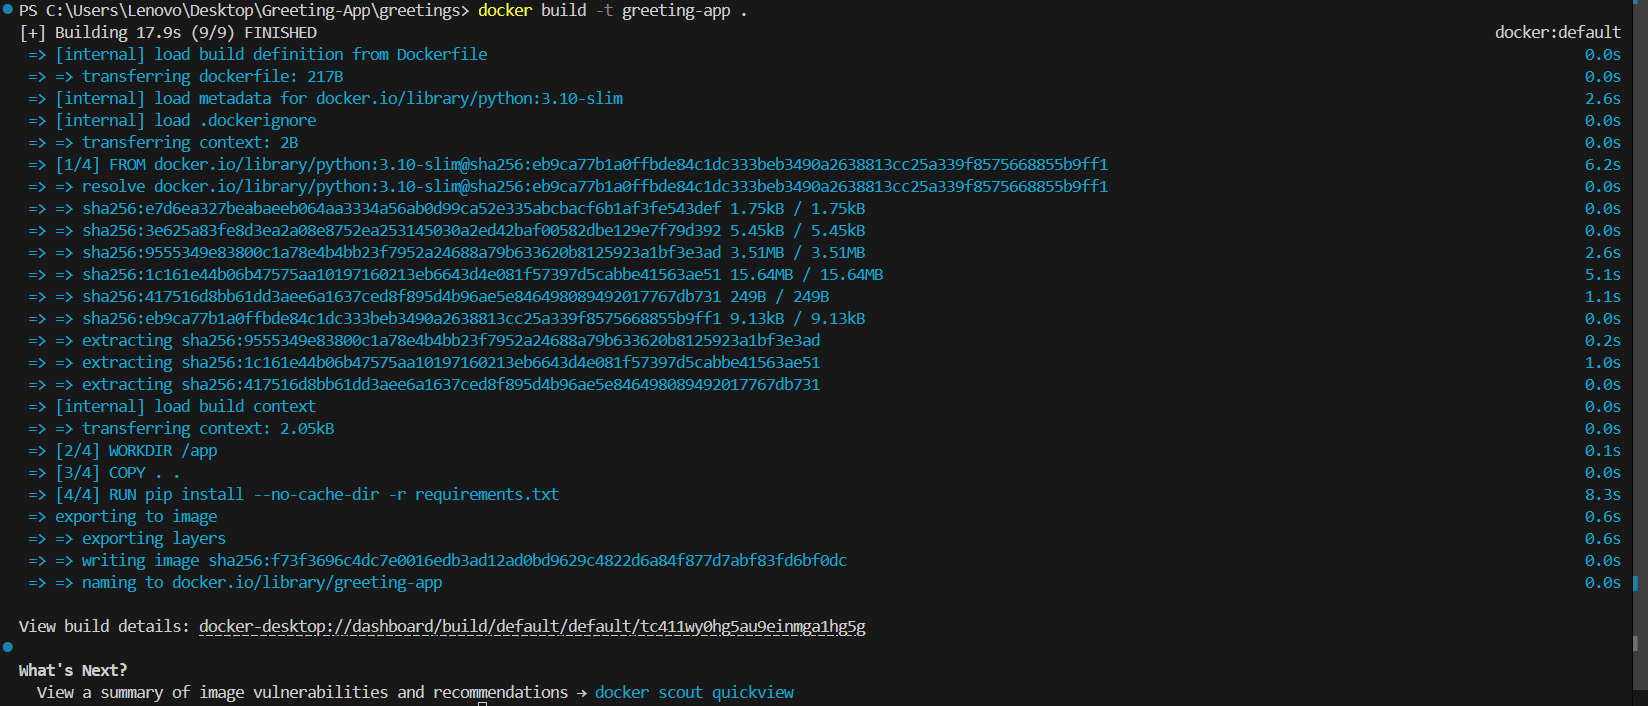 PS C:\Users\Lenovo\Desktop\Greeting-App\greetings> docker build -t greeting-app .
[+] Building 17.9s (9/9) FINISHED docker:default
=> [internal] load build definition from Dockerfile 0.0s
=> => transferring dockerfile: 217B 0.0s
=> [internal] load metadata for docker.io/library/python:3.10-slim 2.6s
=> [internal] load .dockerignore 0.0s
=> => transferring context: 2B 0.0s
=> [1/4] FROM docker.io/library/python:3.10-slim@sha256:eb9ca77b1a0ffbde84c1dc333beb3490a2638813cc25a339f8575668855b9ff1 6.2s
=> => resolve docker.io/library/python:3.10-slim@sha256:eb9ca77b1a0ffbde84c1dc333beb3490a2638813cc25a339f8575668855b9ff1 0.0s
=> => sha256:e7d6ea327beabaeeb064aa3334a56ab0d99ca52e335abcbacf6b1af3fe543def 1.75kB / 1.75kB 0.0s
=> => sha256:3e625a83fe8d3ea2a08e8752ea253145030a2ed42baf00582dbe129e7f79d392 5.45kB / 5.45kB 0.0s
=> => sha256:9555349e83800c1a78e4b4bb23f7952a24688a79b633620b8125923a1bf3e3ad 3.51MB / 3.51MB 2.6s
=> => sha256:1c161e44b06b47575aa10197160213eb6643d4e081f57397d5cabbe41563ae51 15.64MB / 15.64MB 5.1s
=> => sha256:417516d8bb61dd3aee6a1637ced8f895d4b96ae5e846498089492017767db731 249B / 249B 1.1s
=> => sha256:eb9ca77b1a0ffbde84c1dc333beb3490a2638813cc25a339f8575668855b9ff1 9.13kB / 9.13kB 0.0s
=> => extracting sha256:9555349e83800c1a78e4b4bb23f7952a24688a79b633620b8125923a1bf3e3ad 0.2s
=> => extracting sha256:1c161e44b06b47575aa10197160213eb6643d4e081f57397d5cabbe41563ae51 1.0s
=> => extracting sha256:417516d8bb61dd3aee6a1637ced8f895d4b96ae5e846498089492017767db731 0.0s
=> [internal] load build context 0.0s
=> => transferring context: 2.05kB 0.0s
=> [2/4] WORKDIR /app 0.1s
=> [3/4] COPY . . 0.0s
=> [4/4] RUN pip install --no-cache-dir -r requirements.txt 8.3s
=> exporting to image 0.6s
=> => exporting layers 0.6s
=> => writing image sha256:f73f3696c4dc7e0016edb3ad12ad0bd9629c4822d6a84f877d7abf83fd6bf0dc 0.0s
=> => naming to docker.io/library/greeting-app 0.0s
View build details: docker-desktop://dashboard/build/default/default/tc411wy0hg5au9einmga1hg5g
What's Next?
View a summary of image vulnerabilities and recommendations → docker scout quickview